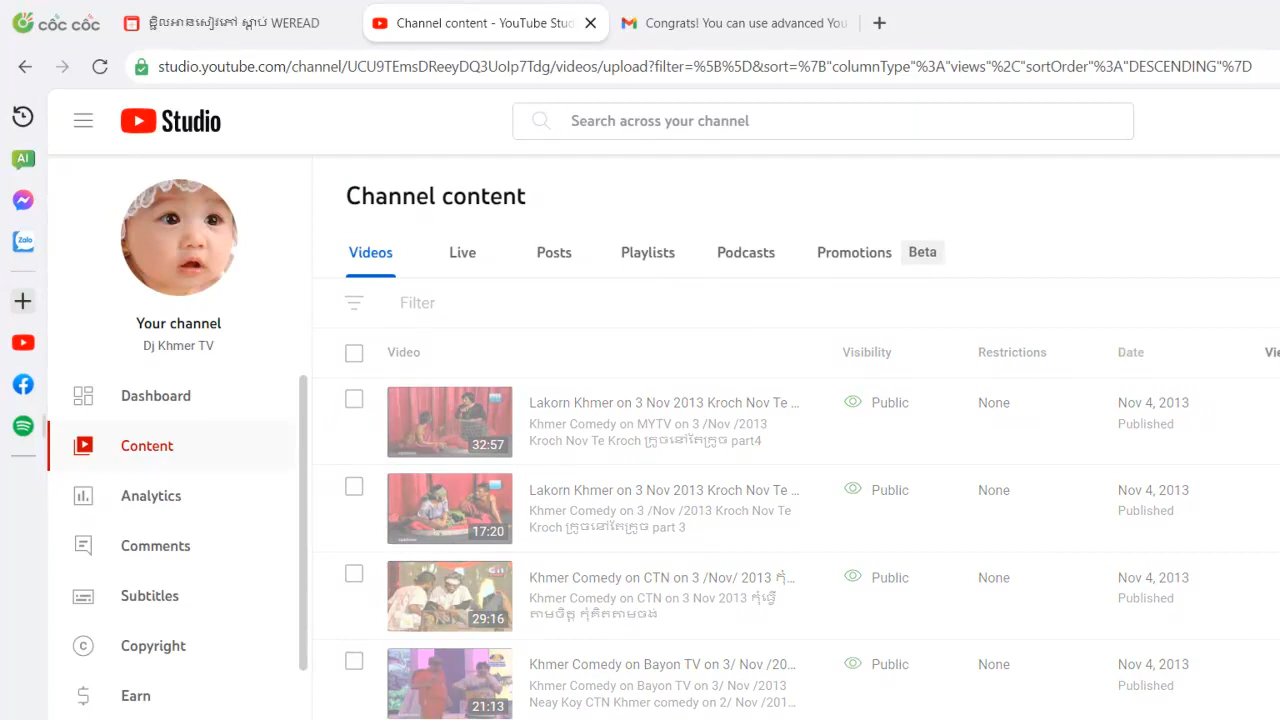 cốc cốc
ឌ្ឋិលអានសៀវភៅ ស្តាប់ WEREAD
Channel content - YouTube Stud
Congrats! You can use advanced You
studio.youtube.com/channel/UCU9TEmsDReeyDQ3UoIp7Tdg/videos/upload?filter=%5B%5D&sort=%7B"columnType"%3A"views"%2C"sortOrder"%3A"DESCENDING"%7D
AI
Zalo
Studio
Search across your channel
Your channel
Dj Khmer TV
Dashboard
Content
Analytics
Comments
Subtitles
Copyright
Earn
Channel content
Videos Live Posts Playlists Podcasts Promotions Beta
Filter
Video Visibility Restrictions Date Vie
Lakorn Khmer on 3 Nov 2013 Kroch Nov Te ... Public None Nov 4, 2013
Khmer Comedy on MYTV on 3 Nov 2013 Published
Kroch Nov Te Kroch ក្រូចនៅតែក្រូច part4
32:57
Lakorn Khmer on 3 Nov 2013 Kroch Nov Te ... Public None Nov 4, 2013
Khmer Comedy on 3 /Nov /2013 Kroch Nov Te Published
Kroch ក្រូចនៅតែក្រូច part 3
17:20
Khmer Comedy on CTN on 3 /Nov/ 2013 កុំ... Public None Nov 4, 2013
Khmer Comedy on CTN on 3 Nov 2013 កុំធ្វើ Published
តាមចិត្ត កុំគិតតាមចង់
29:16
Khmer Comedy on Bayon TV on 3/ Nov /20... Public None Nov 4, 2013
Khmer Comedy on Bayon TV on 3/ Nov /2013 Published
Neay Koy CTN Khmer comedy on 2/ Nov /201...
21:13